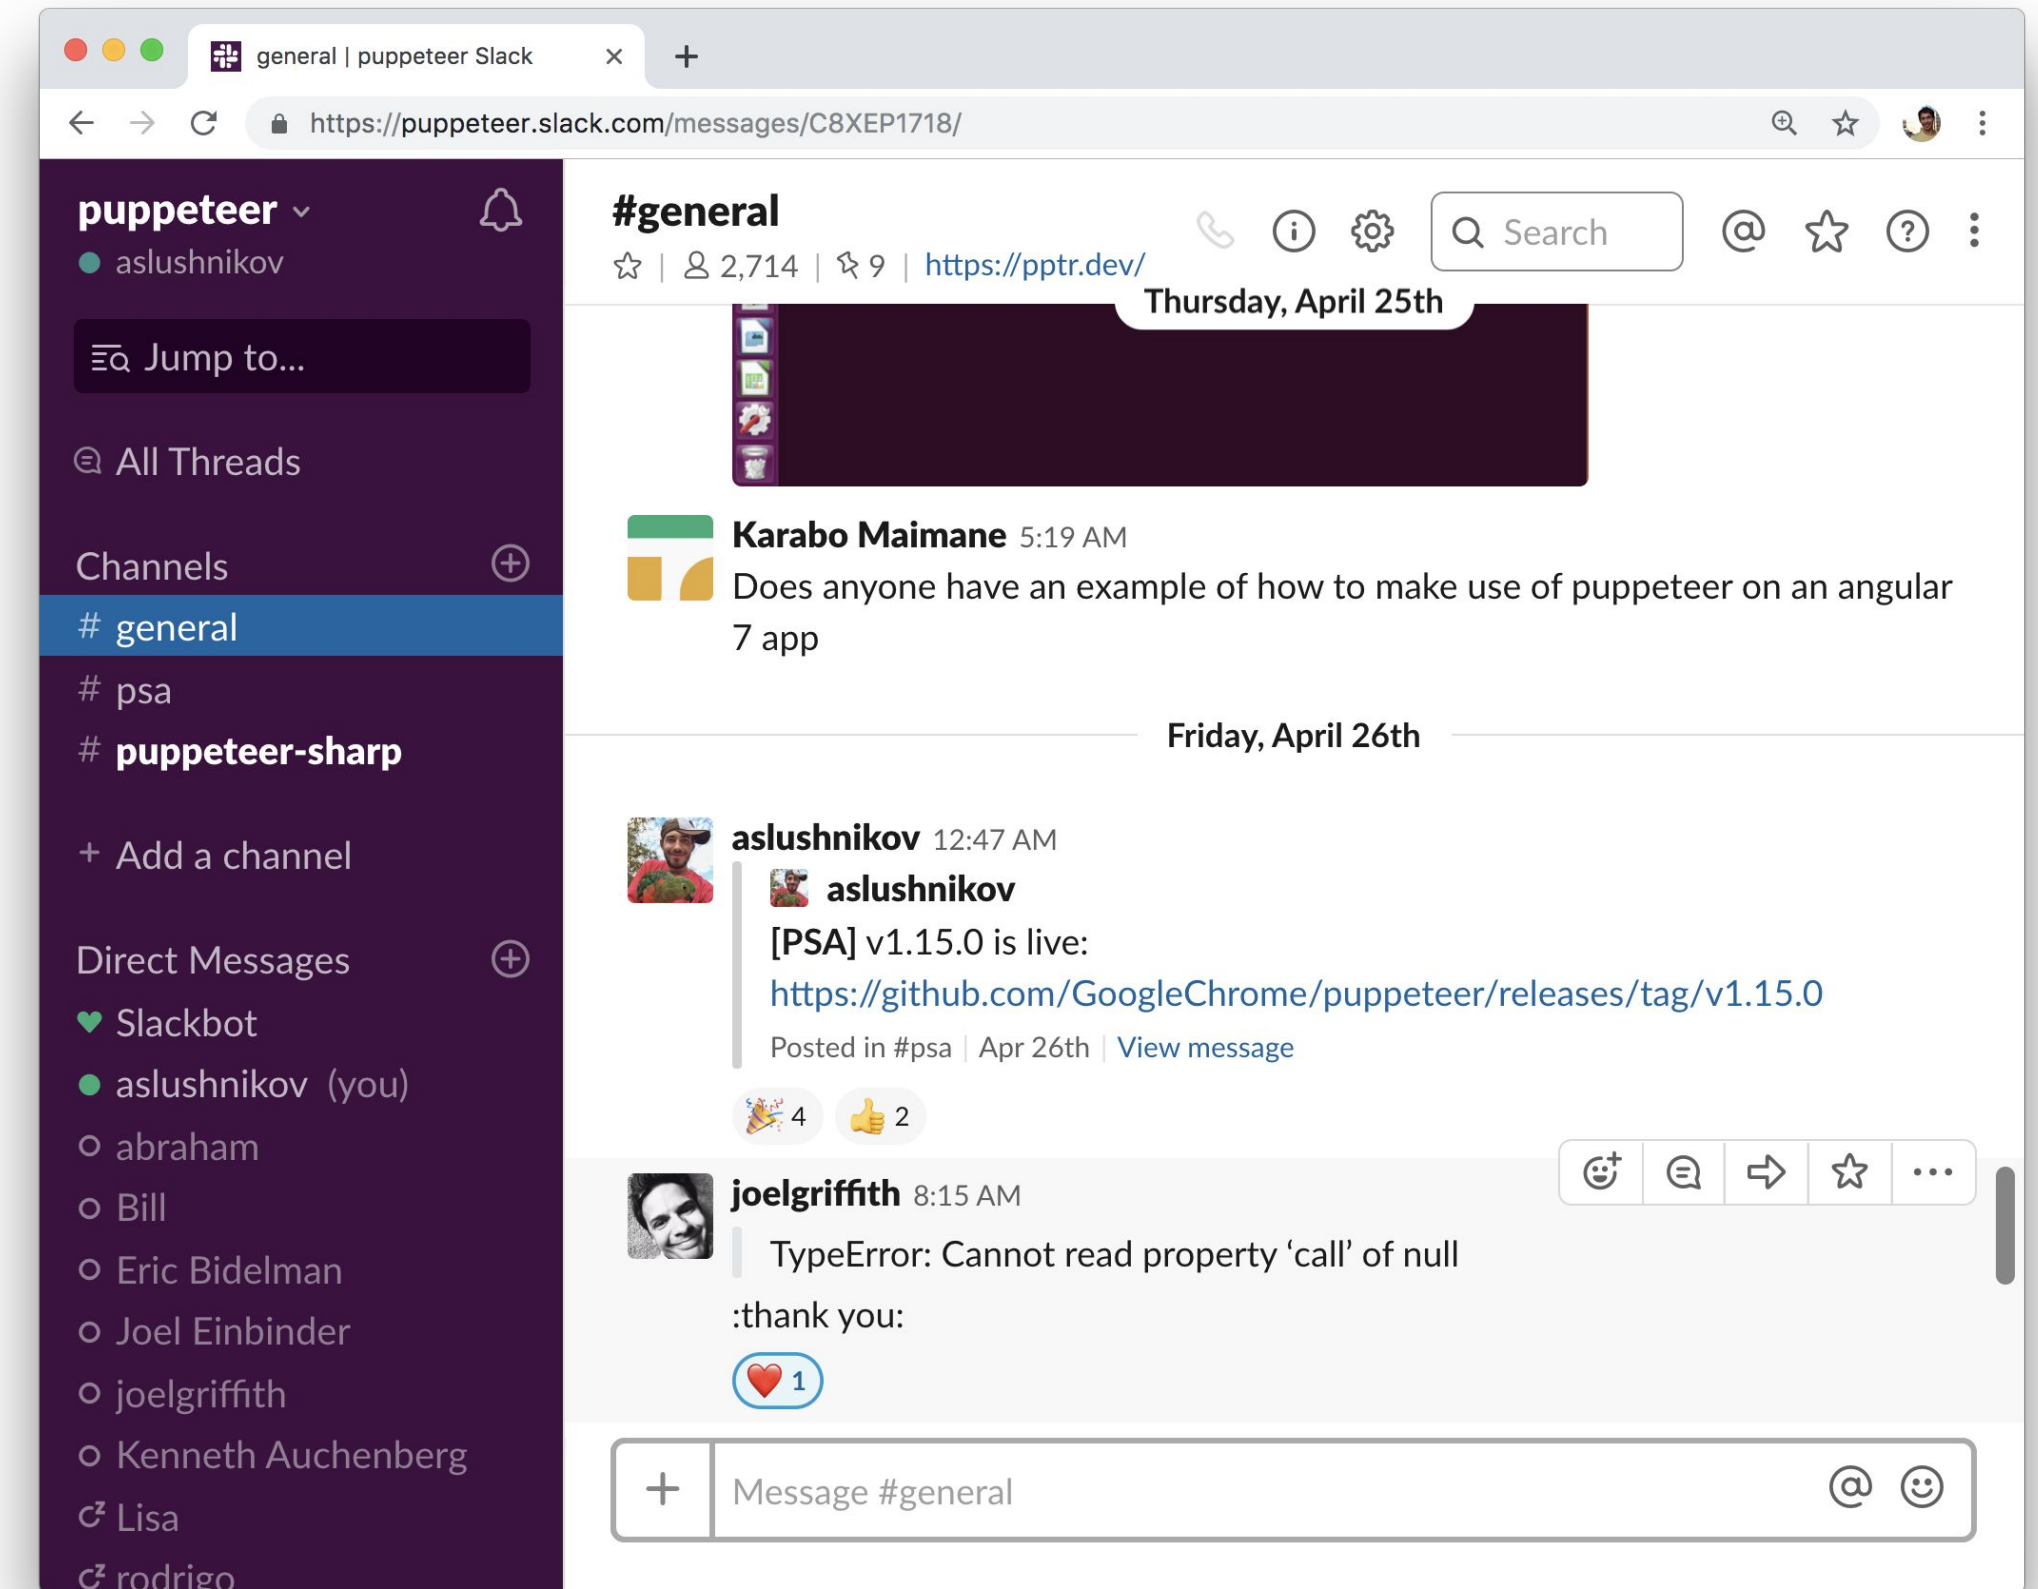 general | puppeteer Slack
https://puppeteer.slack.com/messages/C8XEP1718/
puppeteer
aslushnikov
Jump to...
All Threads
Channels
# general
# psa
# puppeteer-sharp
+ Add a channel
Direct Messages
Slackbot
aslushnikov (you)
abraham
Bill
Eric Bidelman
Joel Einbinder
joelgriffith
Kenneth Auchenberg
Lisa
rodrigo
#general
2,714 | 9 | https://pptr.dev/
Search
Thursday, April 25th
Karabo Maimane 5:19 AM
Does anyone have an example of how to make use of puppeteer on an angular
7 app
Friday, April 26th
aslushnikov 12:47 AM
aslushnikov
[PSA] v1.15.0 is live:
https://github.com/GoogleChrome/puppeteer/releases/tag/v1.15.0
Posted in #psa | Apr 26th | View message
4 2
joelgriffith 8:15 AM
TypeError: Cannot read property ‘call’ of null
:thank you:
1
Message #general